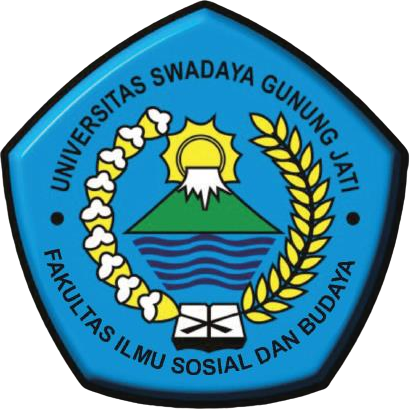 UNIVERSITAS SWADAYA GUNUNG JATI
FAKULTAS ILMU SOSIAL DAN BUDAYA